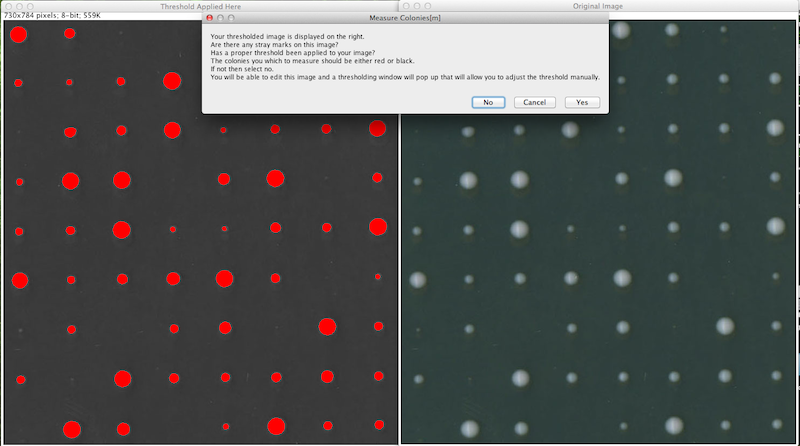 Threshold Applied Here
Original Image
730x784 pixels; 8-bit; 559K
Measure Colonies[m]
Your thresholded image is displayed on the right.
Are there any stray marks on this image?
Has a proper threshold been applied to your image?
The colonies you which to measure should be either red or black.
If not then select no.
You will be able to edit this image and a thresholding window will pop up that will allow you to adjust the threshold manually.
No
Cancel
Yes